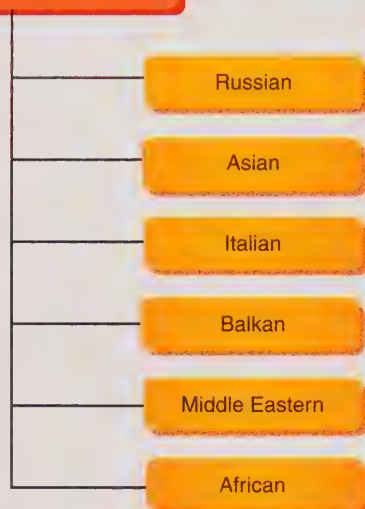 Russian
Asian
Italian
Balkan
Middle Eastern
African